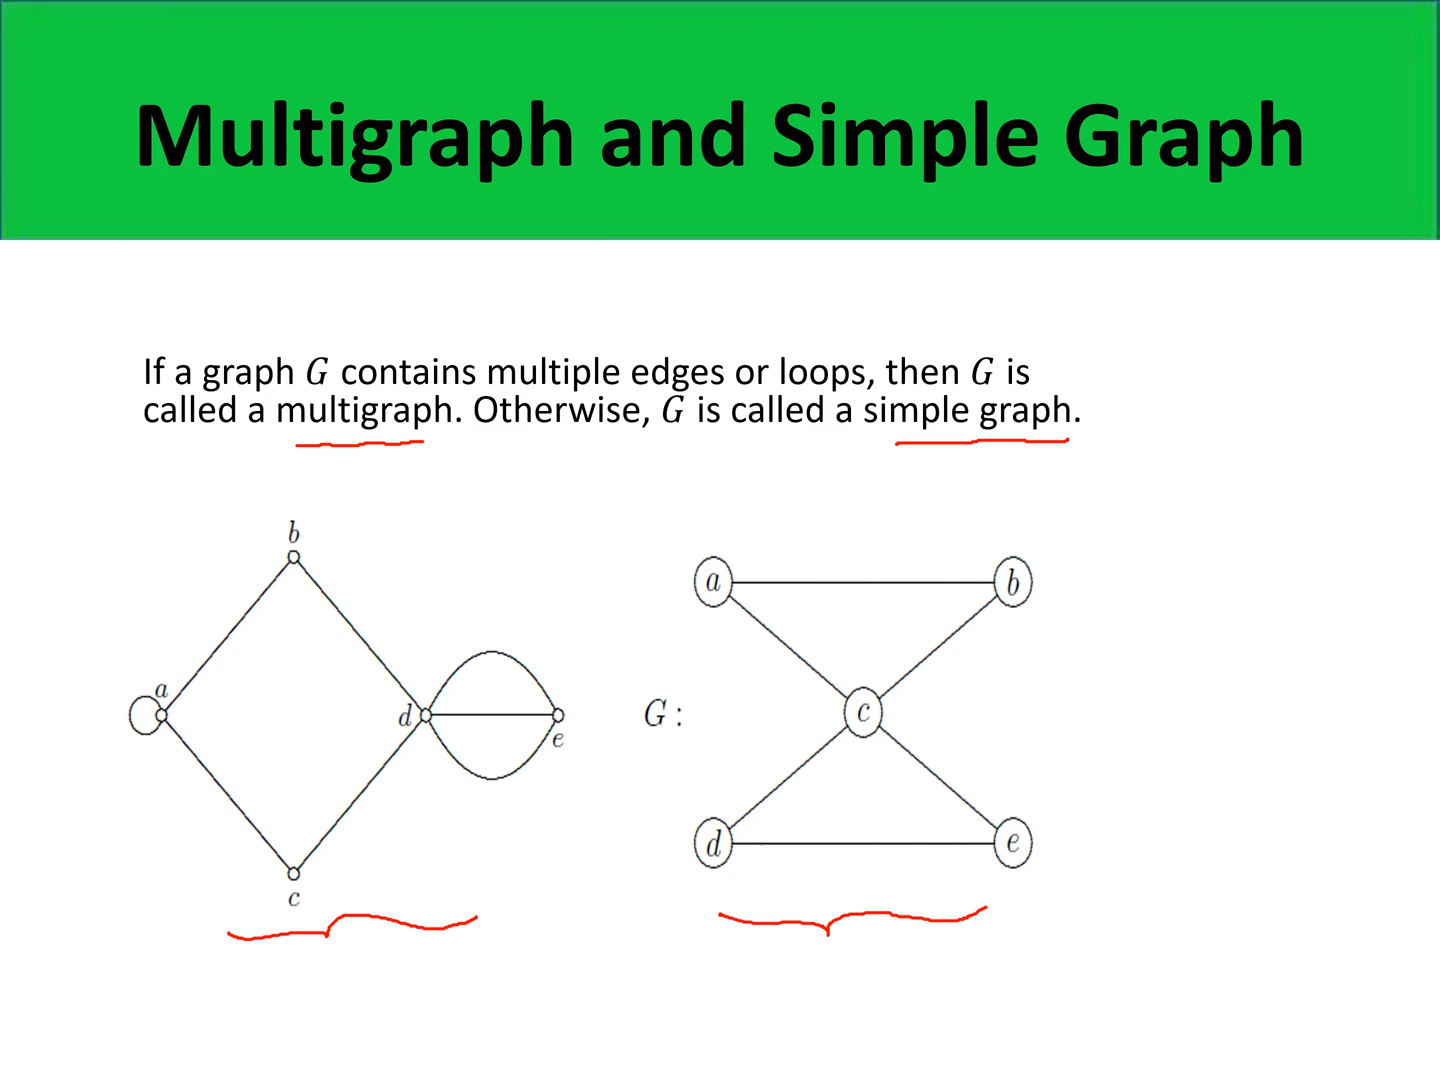 Multigraph and Simple Graph
If a graph G contains multiple edges or loops, then G is
called a multigraph. Otherwise, G is called a simple graph.
b
a
d
e
c
G :
a
b
c
d
e